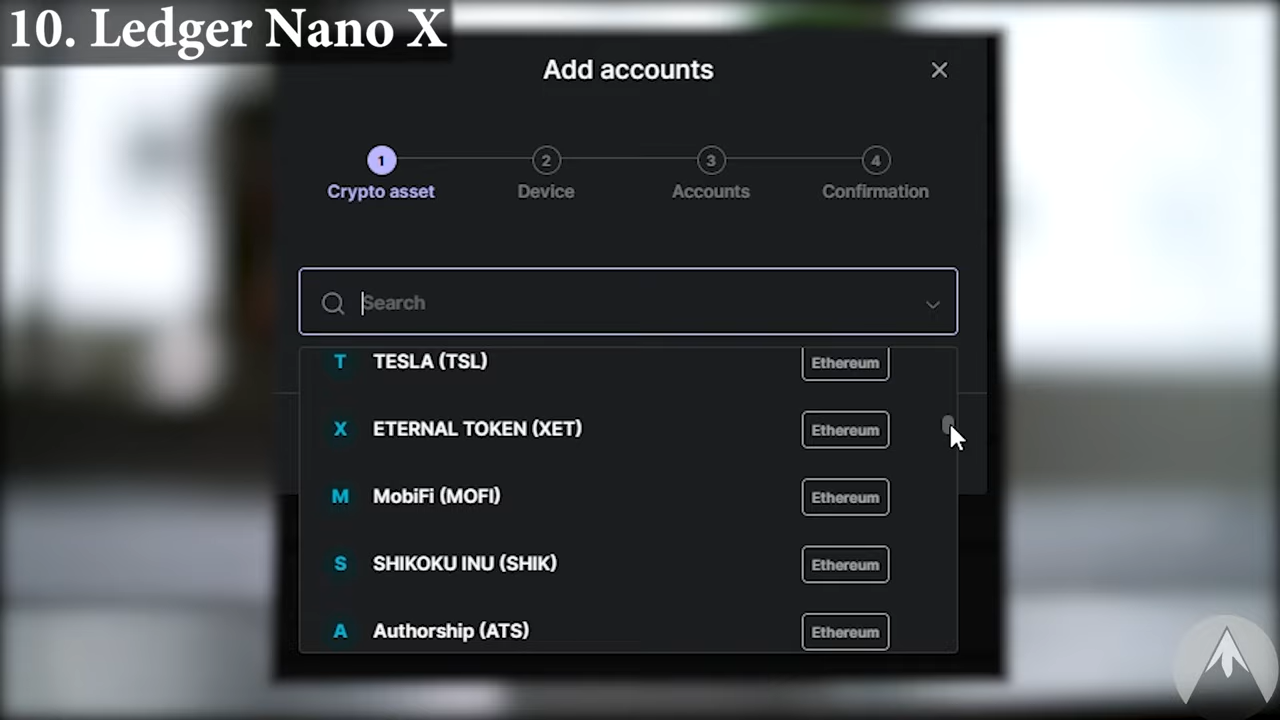 10. Ledger Nano X
Add accounts
1
2
3
4
Crypto asset
Device
Accounts
Confirmation
Search
T TESLA (TSL) Ethereum
X ETERNAL TOKEN (XET) Ethereum
M MobiFi (MOFI) Ethereum
S SHIKOKU INU (SHIK) Ethereum
A Authorship (ATS) Ethereum